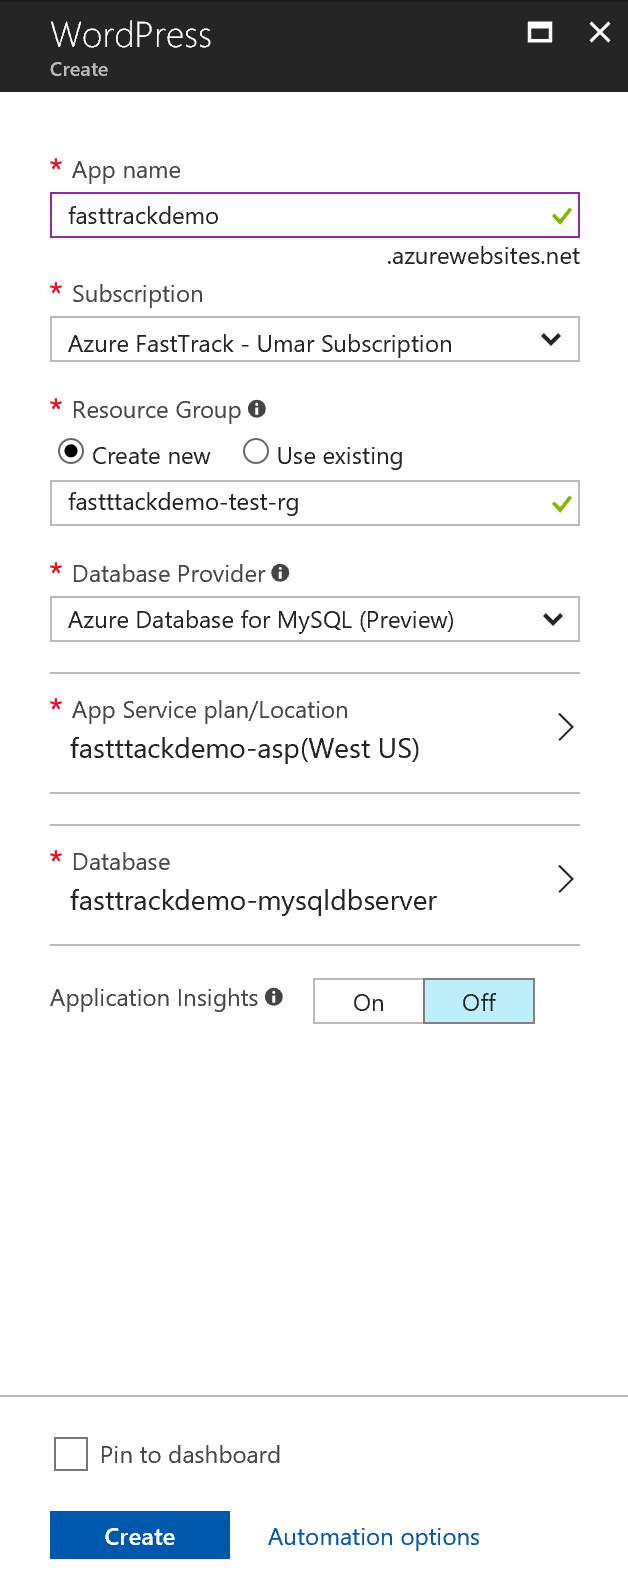 WordPress
Create
* App name
fasttrackdemo
.azurewebsites.net
* Subscription
Azure FastTrack - Umar Subscription
* Resource Group
Create new Use existing
fastttackdemo-test-rg
* Database Provider
Azure Database for MySQL (Preview)
* App Service plan/Location
fastttackdemo-asp(West US)
* Database
fasttrackdemo-mysqldbserver
Application Insights On Off
Pin to dashboard
Create Automation options